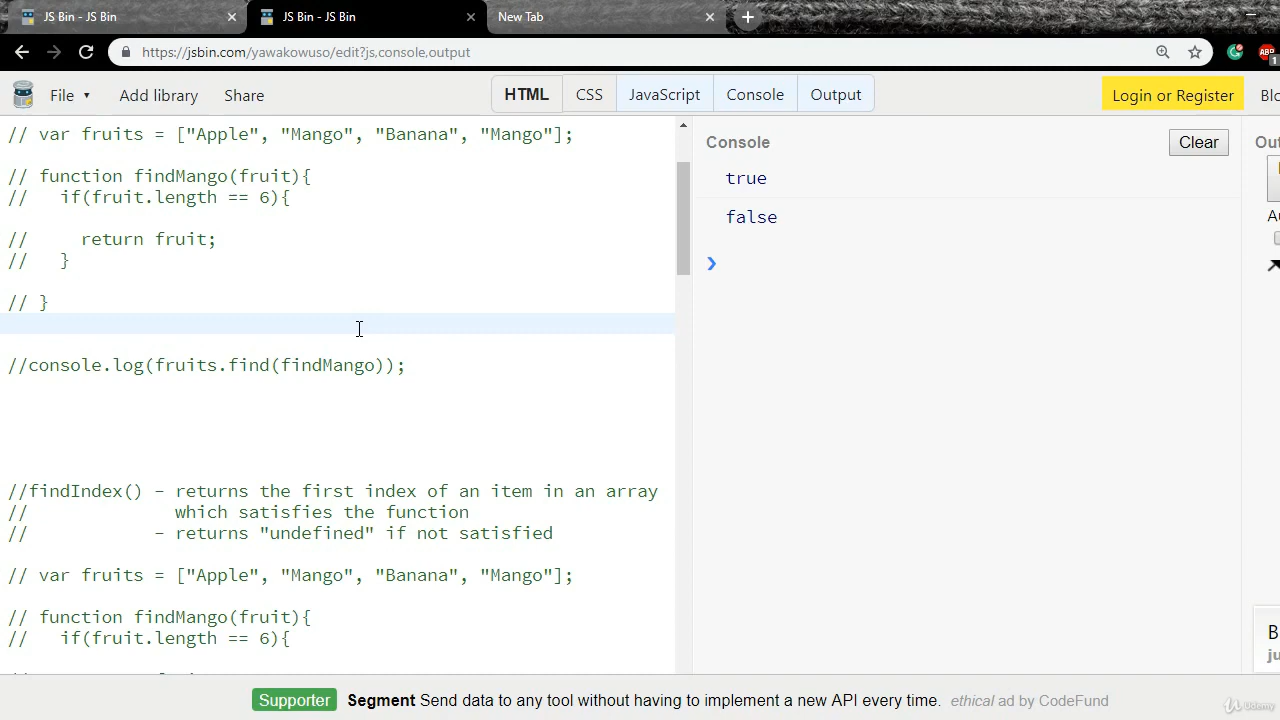 JS Bin - JS Bin
JS Bin - JS Bin
New Tab
https://jsbin.com/yawakowuso/edit?js,console,output
ABP
1
File
Add library
Share
HTML
CSS
JavaScript
Console
Output
Login or Register
// var fruits = ["Apple", "Mango", "Banana", "Mango"];
// function findMango(fruit){
//   if(fruit.length == 6){
//     return fruit;
//   }
// }
//console.log(fruits.find(findMango));
//findIndex() - returns the first index of an item in an array
//              which satisfies the function
//            - returns "undefined" if not satisfied
// var fruits = ["Apple", "Mango", "Banana", "Mango"];
// function findMango(fruit){
//   if(fruit.length == 6){
Console
Clear
true
false
Supporter
Segment Send data to any tool without having to implement a new API every time. ethical ad by CodeFund
Udemy